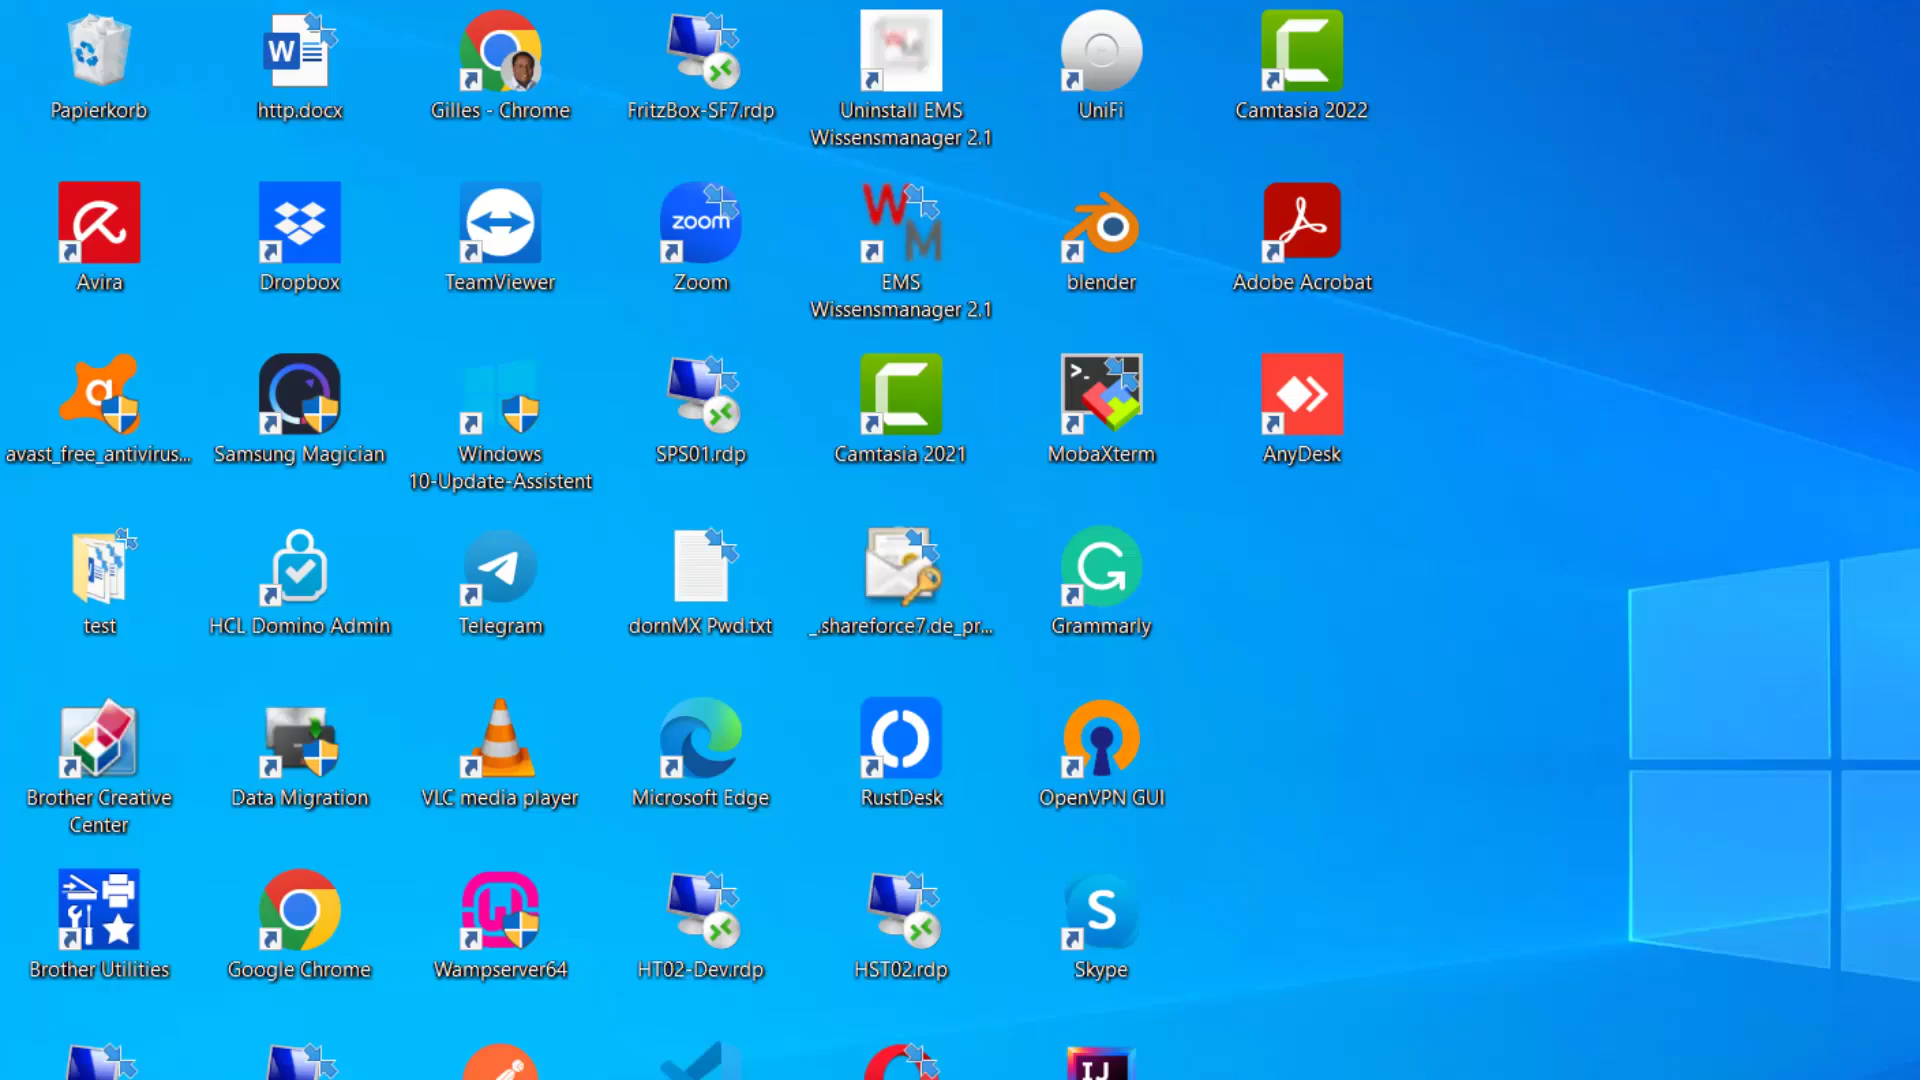 Papierkorb
http.docx
Gilles - Chrome
FritzBox-SF7.rdp
Uninstall EMS
Wissensmanager 2.1
UniFi
Camtasia 2022
Avira
Dropbox
TeamViewer
zoom
Zoom
EMS
Wissensmanager 2.1
blender
Adobe Acrobat
avast_free_antivirus...
Samsung Magician
Windows
10-Update-Assistent
SPS01.rdp
Camtasia 2021
MobaXterm
AnyDesk
test
HCL Domino Admin
Telegram
dornMX Pwd.txt
_.shareforce7.de_pr...
Grammarly
Brother Creative
Center
Data Migration
VLC media player
Microsoft Edge
RustDesk
OpenVPN GUI
Brother Utilities
Google Chrome
Wampserver64
HT02-Dev.rdp
HST02.rdp
Skype
IJ